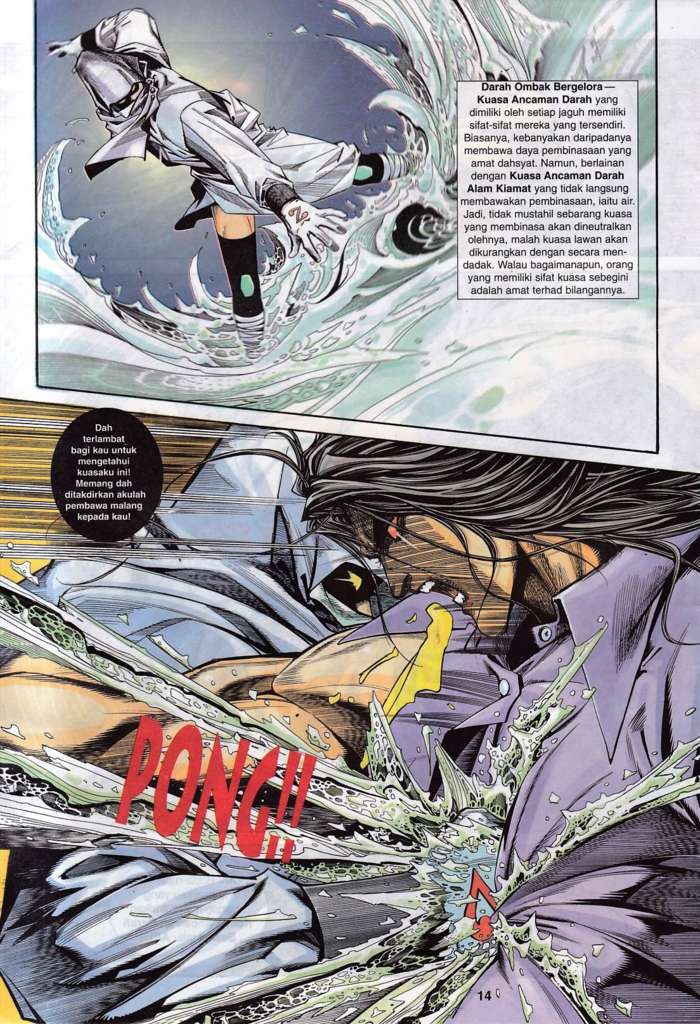 Darah Ombak Bergelora—
Kuasa Ancaman Darah yang
dimiliki oleh setiap jaguh memiliki
sifat-sifat mereka yang tersendiri.
Biasanya, kebanyakan daripadanya
membawa daya pembinasaan yang
amat dahsyat. Namun, berlainan
dengan Kuasa Ancaman Darah
Alam Kiamat yang tidak langsung
membawakan pembinasaan, iaitu air.
Jadi, tidak mustahil sebarang kuasa
yang membinasa akan dineutralkan
olehnya, malah kuasa lawan akan
dikurangkan dengan secara men-
dadak. Walau bagaimanapun, orang
yang memiliki sifat kuasa sebegini
adalah amat terhad bilangannya.
Dah
terlambat
bagi kau untuk
mengetahui
kuasaku ini!
Memang dah
ditakdirkan akulah
pembawa malang
kepada kau!
PONG!!
14